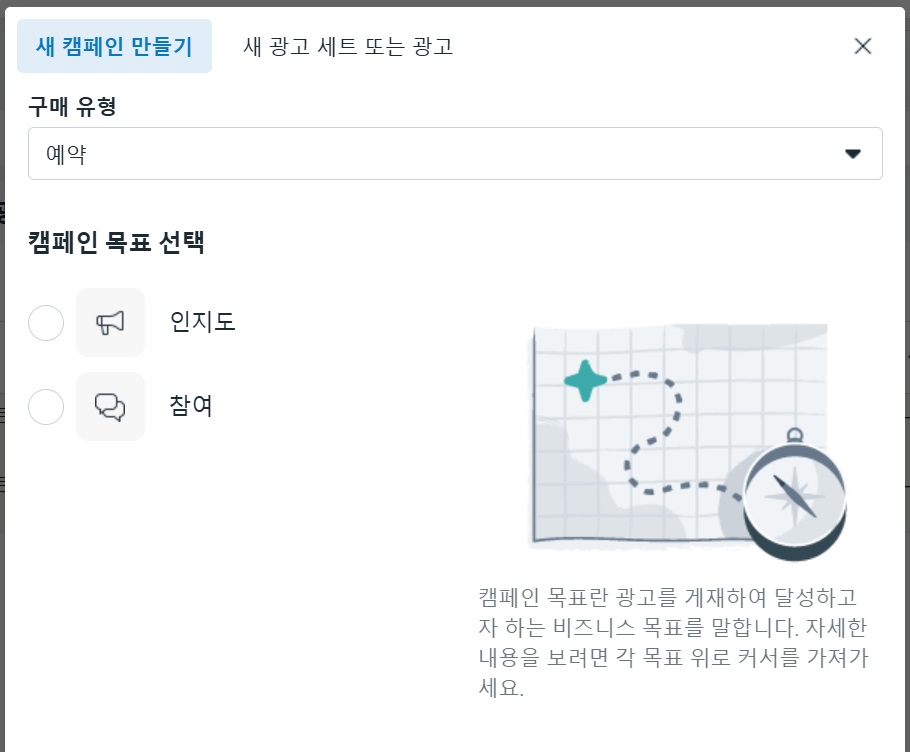 새 캠페인 만들기
새 광고 세트 또는 광고
구매 유형
예약
캠페인 목표 선택
인지도
참여
캠페인 목표란 광고를 게재하여 달성하고
자 하는 비즈니스 목표를 말합니다. 자세한
내용을 보려면 각 목표 위로 커서를 가져가
세요.